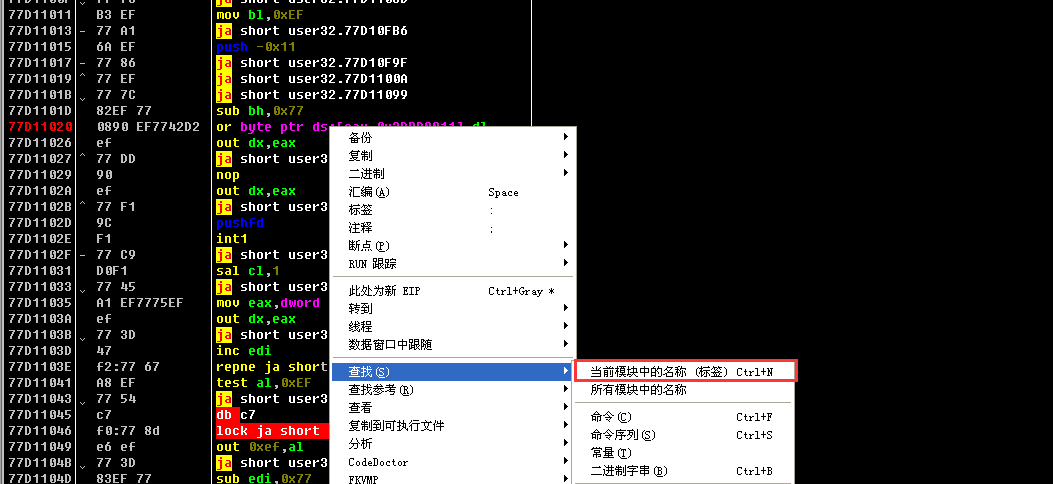 77D11011 B3 EF mov bl,0xEF
77D11013 - 77 A1 ja short user32.77D10FB6
77D11015 6A EF push -0x11
77D11017 - 77 86 ja short user32.77D10F9F
77D11019 ^ 77 EF ja short user32.77D1100A
77D1101B 77 7C ja short user32.77D11099
77D1101D 82EF 77 sub bh,0x77
77D11020 0890 EF7742D2 or byte ptr ds:[eax
77D11026 ef out dx,eax
77D11027 ^ 77 DD ja short user3
77D11029 90 nop
77D1102A ef out dx,eax
77D1102B ^ 77 F1 ja short user3
77D1102D 9C pushfd
77D1102E F1 int1
77D1102F - 77 C9 ja short user3
77D11031 D0F1 sal cl,1
77D11033 77 45 ja short user3
77D11035 A1 EF7775EF mov eax,dword
77D1103A ef out dx,eax
77D1103B 77 3D ja short user3
77D1103D 47 inc edi
77D1103E f2:77 67 repne ja short
77D11041 A8 EF test al,0xEF
77D11043 77 54 ja short user3
77D11045 c7 db c7
77D11046 f0:77 8d lock ja short
77D11049 e6 ef out 0xef,al
77D1104B 77 3D ja short user3
77D1104D 83EF 77 sub edi,0x77
备份
复制
二进制
汇编(A) Space
标签 :
注释 ;
断点(P)
RUN 跟踪
此处为新 EIP Ctrl+Gray *
转到
线程
数据窗口中跟随
查找(S)
查找参考(R)
查看
复制到可执行文件
分析
CodeDoctor
FKVMP
当前模块中的名称 (标签) Ctrl+N
所有模块中的名称
命令(C) Ctrl+F
命令序列(S) Ctrl+S
常量(T)
二进制字串(B) Ctrl+B